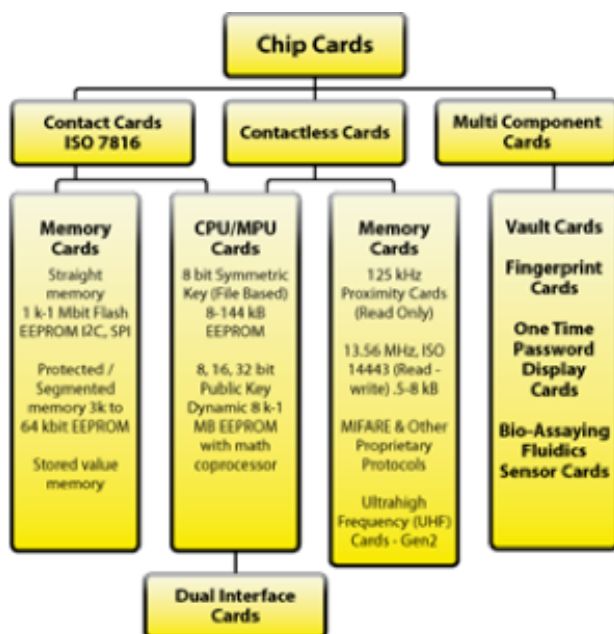 Chip Cards
Contact Cards
ISO 7816
Contactless Cards
Multi Component
Cards
Memory
Cards
Straight
memory
1 k-1 Mbit Flash
EEPROM I2C, SPI
Protected /
Segmented
memory 3k to
64 kbit EEPROM
Stored value
memory
CPU/MPU
Cards
8 bit Symmetric
Key (File Based)
8-144 kB
EEPROM
8, 16, 32 bit
Public Key
Dynamic 8 k-1
MB EEPROM
with math
coprocessor
Memory
Cards
125 kHz
Proximity Cards
(Read Only)
13.56 MHz, ISO
14443 (Read -
write) .5-8 kB
MIFARE & Other
Proprietary
Protocols
Ultrahigh
Frequency (UHF)
Cards - Gen2
Vault Cards
Fingerprint
Cards
One Time
Password
Display
Cards
Bio-Assaying
Fluidics
Sensor Cards
Dual Interface
Cards